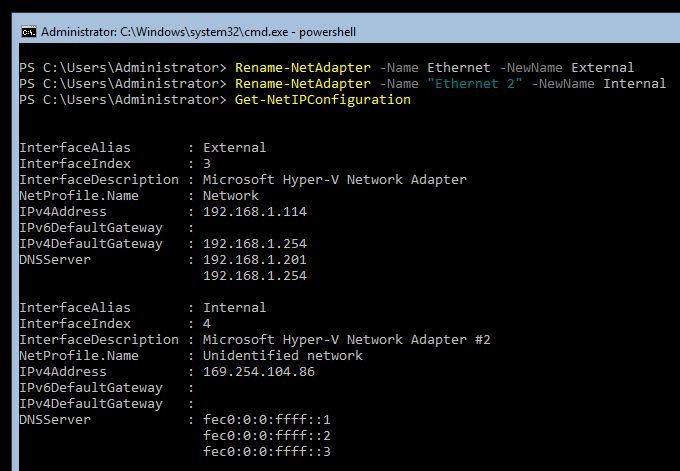 Administrator: C:\Windows\system32\cmd.exe - powershell
PS C:\Users\Administrator> Rename-NetAdapter -Name Ethernet -NewName External
PS C:\Users\Administrator> Rename-NetAdapter -Name "Ethernet 2" -NewName Internal
PS C:\Users\Administrator> Get-NetIPConfiguration
InterfaceAlias       : External
InterfaceIndex       : 3
InterfaceDescription : Microsoft Hyper-V Network Adapter
NetProfile.Name      : Network
IPv4Address          : 192.168.1.114
IPv6DefaultGateway   :
IPv4DefaultGateway   : 192.168.1.254
DNSServer            : 192.168.1.201
                       192.168.1.254
InterfaceAlias       : Internal
InterfaceIndex       : 4
InterfaceDescription : Microsoft Hyper-V Network Adapter #2
NetProfile.Name      : Unidentified network
IPv4Address          : 169.254.104.86
IPv6DefaultGateway   :
IPv4DefaultGateway   :
DNSServer            : fec0:0:0:ffff::1
                       fec0:0:0:ffff::2
                       fec0:0:0:ffff::3